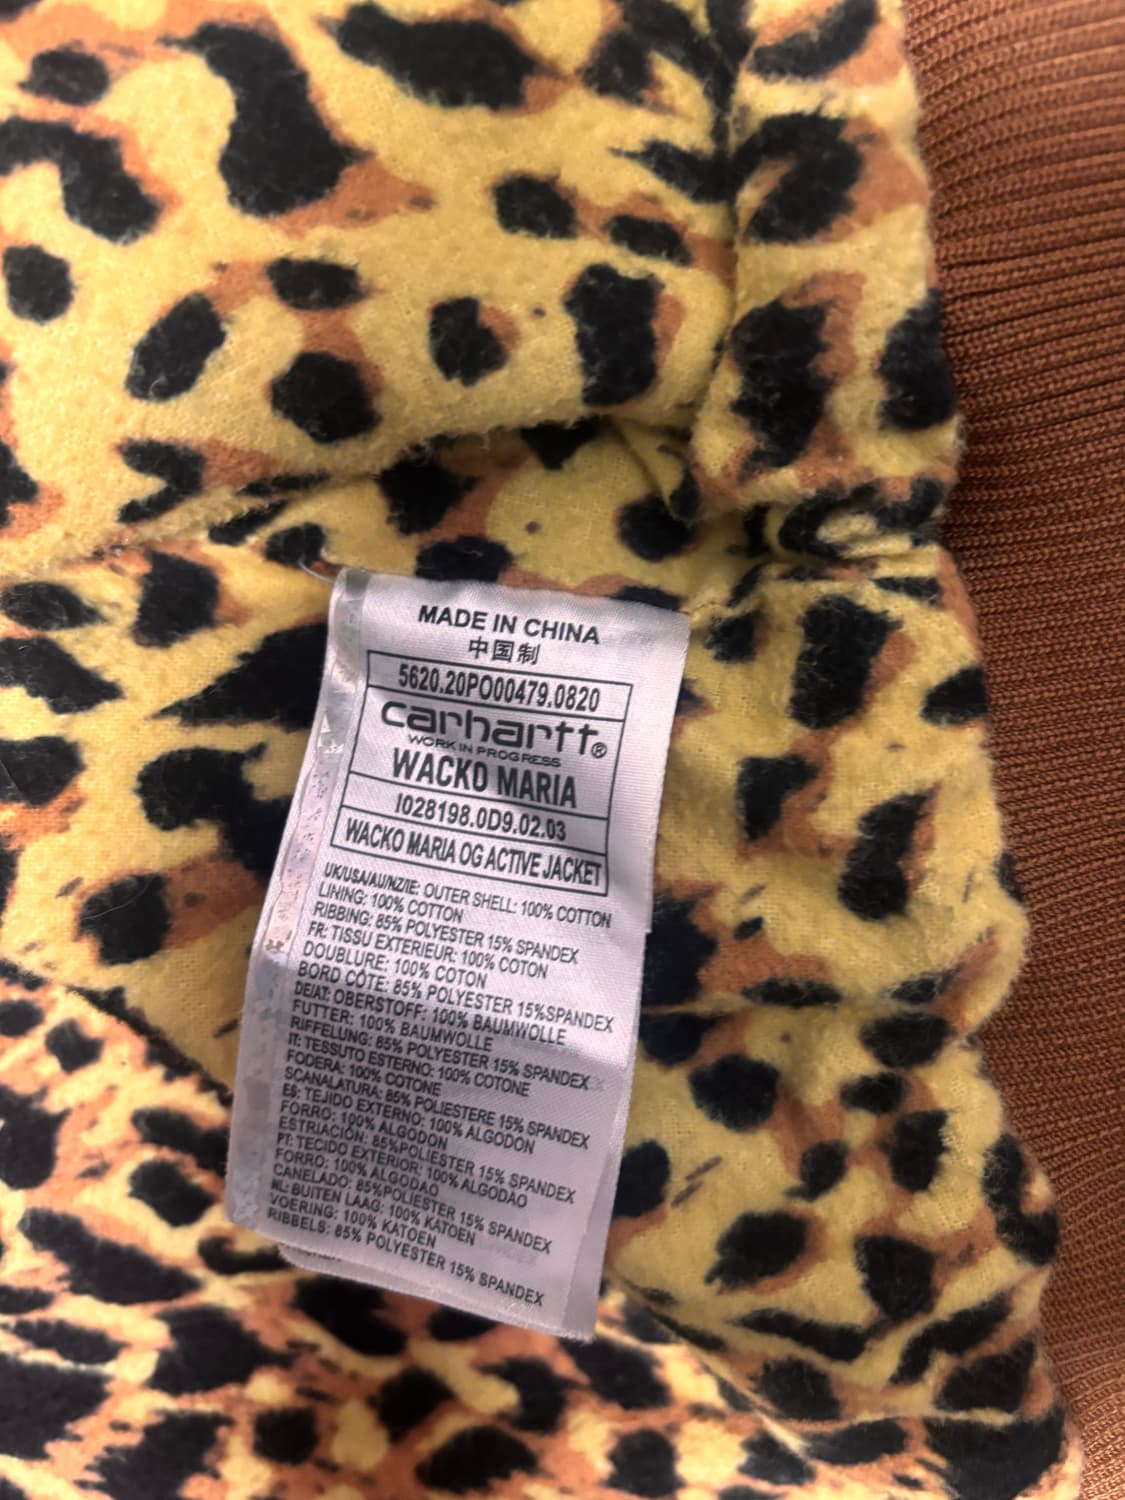 MADE IN CHINA
中国制
5620.20PO00479.0820
carhartt®
WORK IN PROGRESS
WACKO MARIA
I028198.0D9.02.03
WACKO MARIA OG ACTIVE JACKET
UK/USA/AU/NZ/IE: OUTER SHELL: 100% COTTON
LINING: 100% COTTON
RIBBING: 85% POLYESTER 15% SPANDEX
FR: TISSU EXTERIEUR: 100% COTON
DOUBLURE: 100% COTON
BORD CÔTE: 85% POLYESTER 15%SPANDEX
DE/AT: OBERSTOFF: 100% BAUMWOLLE
FUTTER: 100% BAUMWOLLE
RIFFELUNG: 85% POLYESTER 15% SPANDEX
IT: TESSUTO ESTERNO: 100% COTONE
FODERA: 100% COTONE
SCANALATURA: 85% POLIESTERE 15% SPANDEX
ES: TEJIDO EXTERNO: 100% ALGODON
FORRO: 100% ALGODON
ESTRIACIÓN: 85%POLIESTER 15% SPANDEX
PT: TECIDO EXTERIOR: 100% ALGODAO
FORRO: 100% ALGODAO
CANELADO: 85%POLIESTER 15% SPANDEX
NL: BUITEN LAAG: 100% KATOEN
VOERING: 100% KATOEN
RIBBELS: 85% POLYESTER 15% SPANDEX